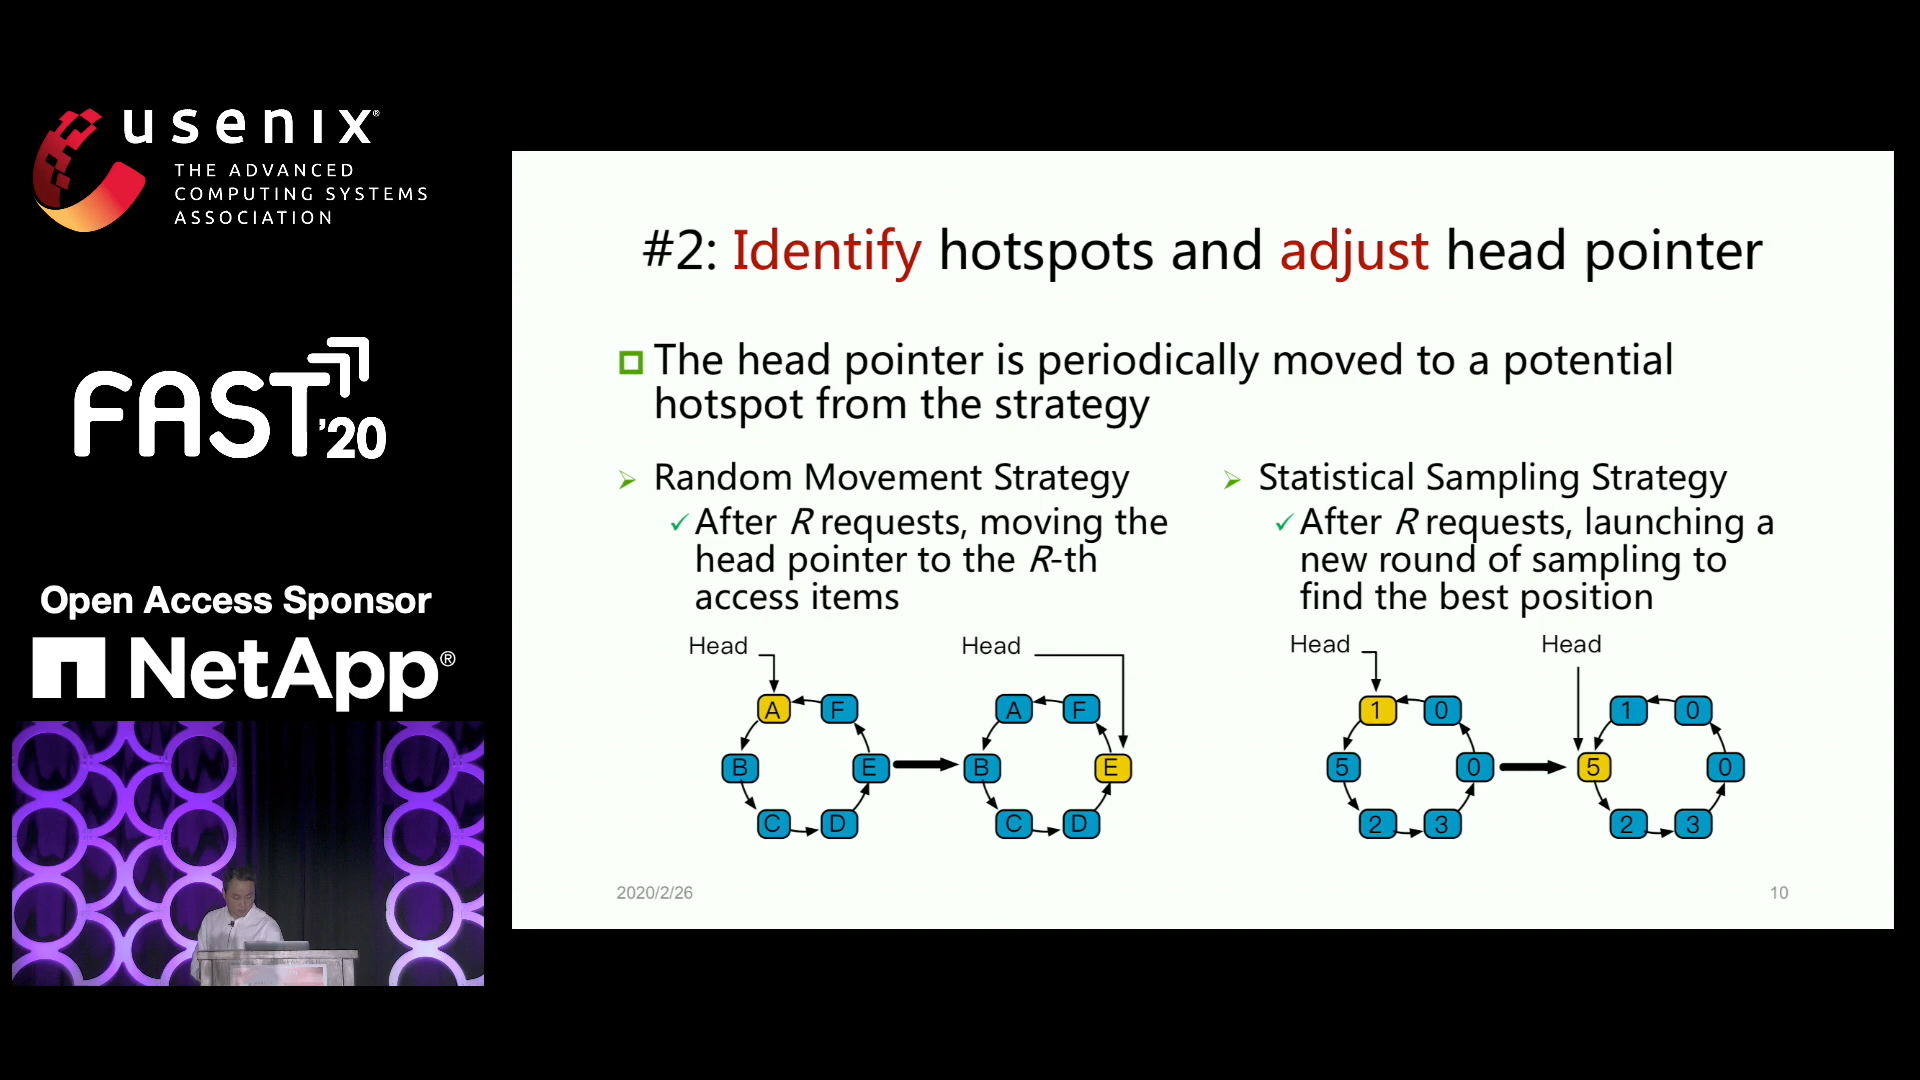 usenix®
THE ADVANCED
COMPUTING SYSTEMS
ASSOCIATION
FAST '20
Open Access Sponsor
NetApp®
#2: Identify hotspots and adjust head pointer
The head pointer is periodically moved to a potential
hotspot from the strategy
Random Movement Strategy
After R requests, moving the
head pointer to the R-th
access items
Head
Head
A
F
B
E
C
D
A
F
B
E
C
D
Statistical Sampling Strategy
After R requests, launching a
new round of sampling to
find the best position
Head
Head
1
0
5
0
2
3
1
0
5
0
2
3
2020/2/26
10